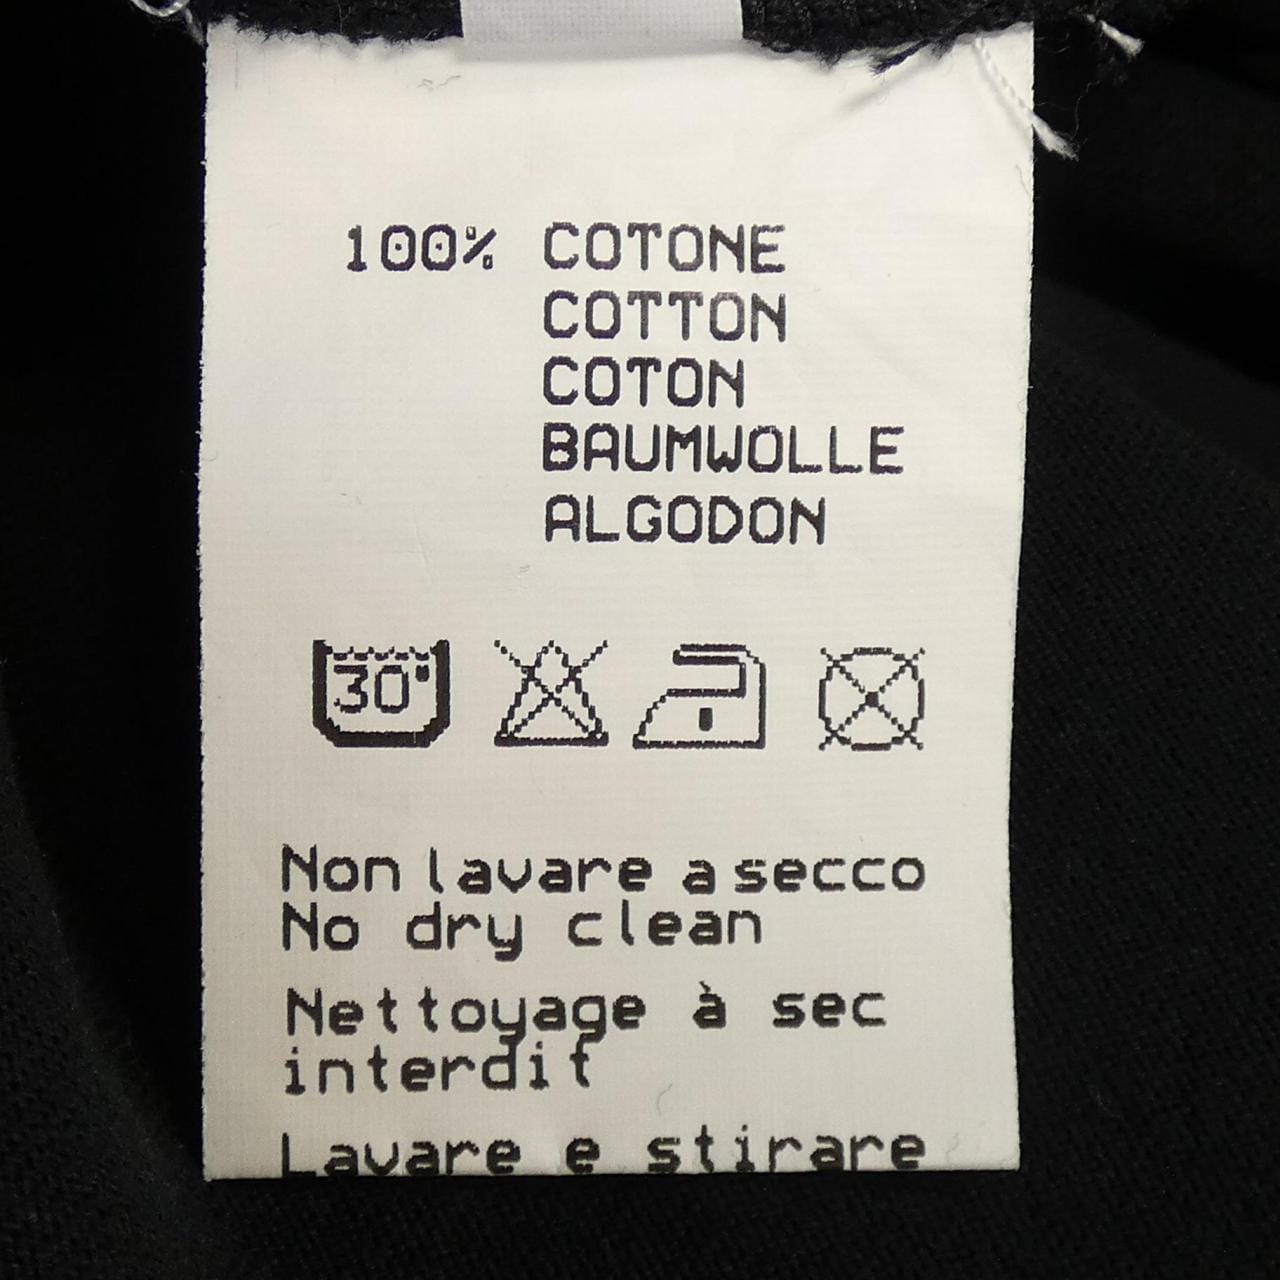 100% COTONE
COTTON
COTON
BAUMWOLLE
ALGODON
30°
Non lavare a secco
No dry clean
Nettoyage à sec
interdit
Lavare e stirare